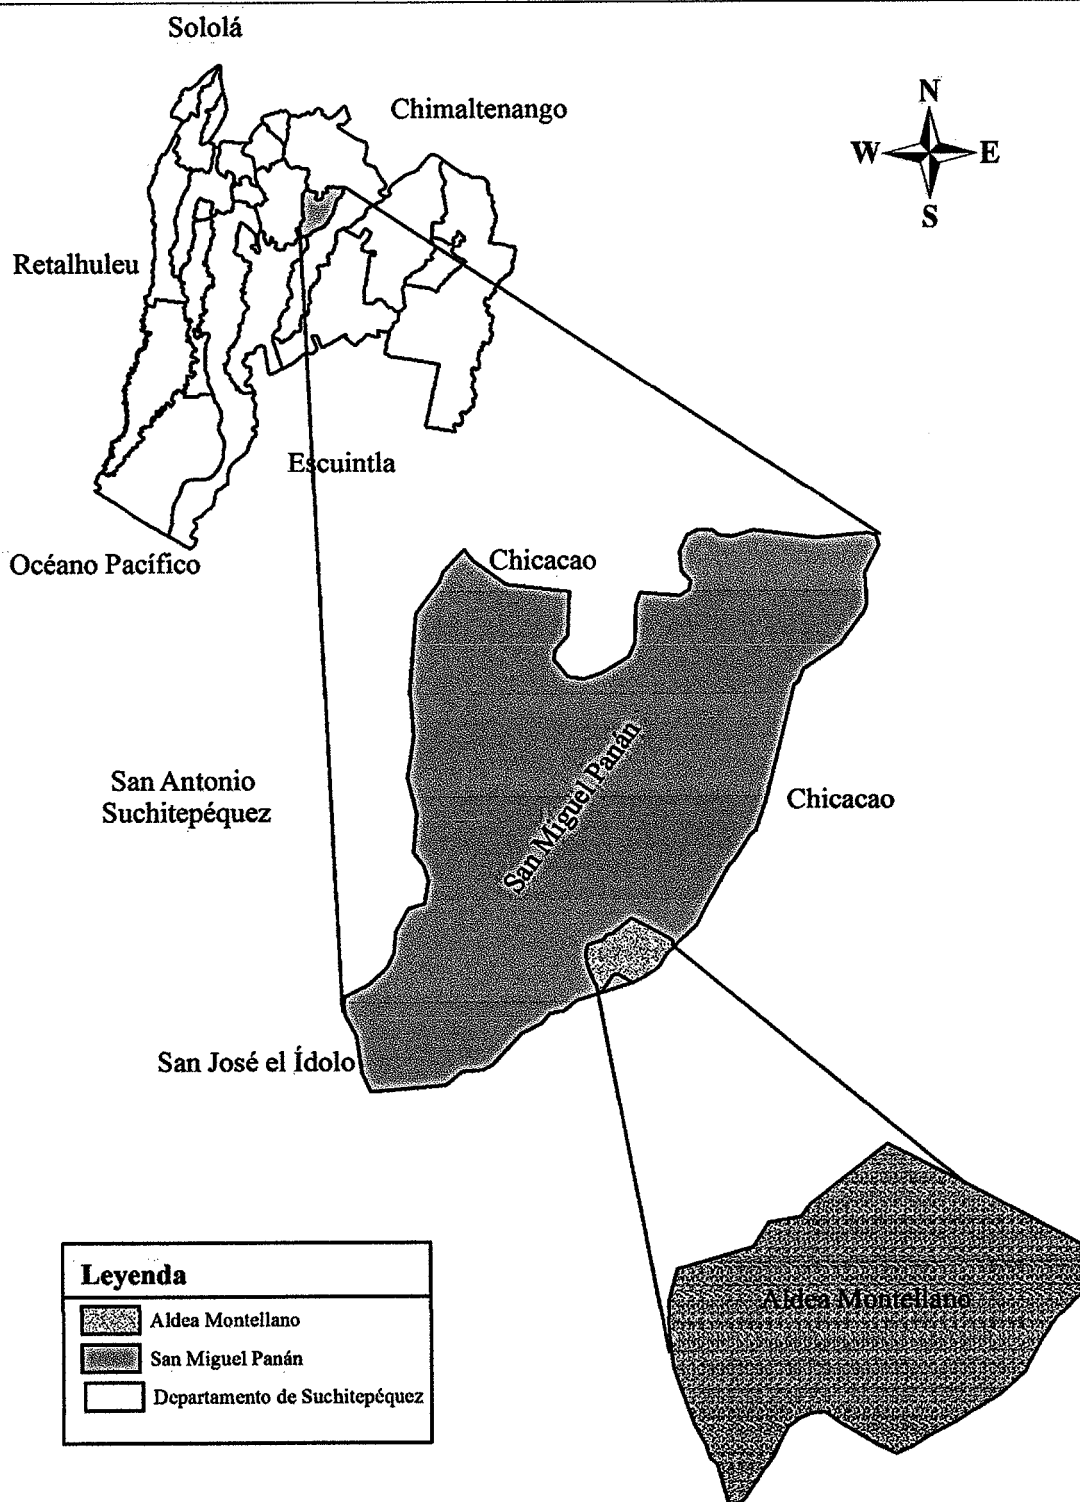 Sololá
Chimaltenango
N
W E
S
Retalhuleu
Escuintla
Océano Pacífico
Chicacao
San Miguel Panán
San Antonio
Suchitepéquez
Chicacao
San José el Ídolo
Aldea Montellano
Leyenda
Aldea Montellano
San Miguel Panán
Departamento de Suchitepéquez